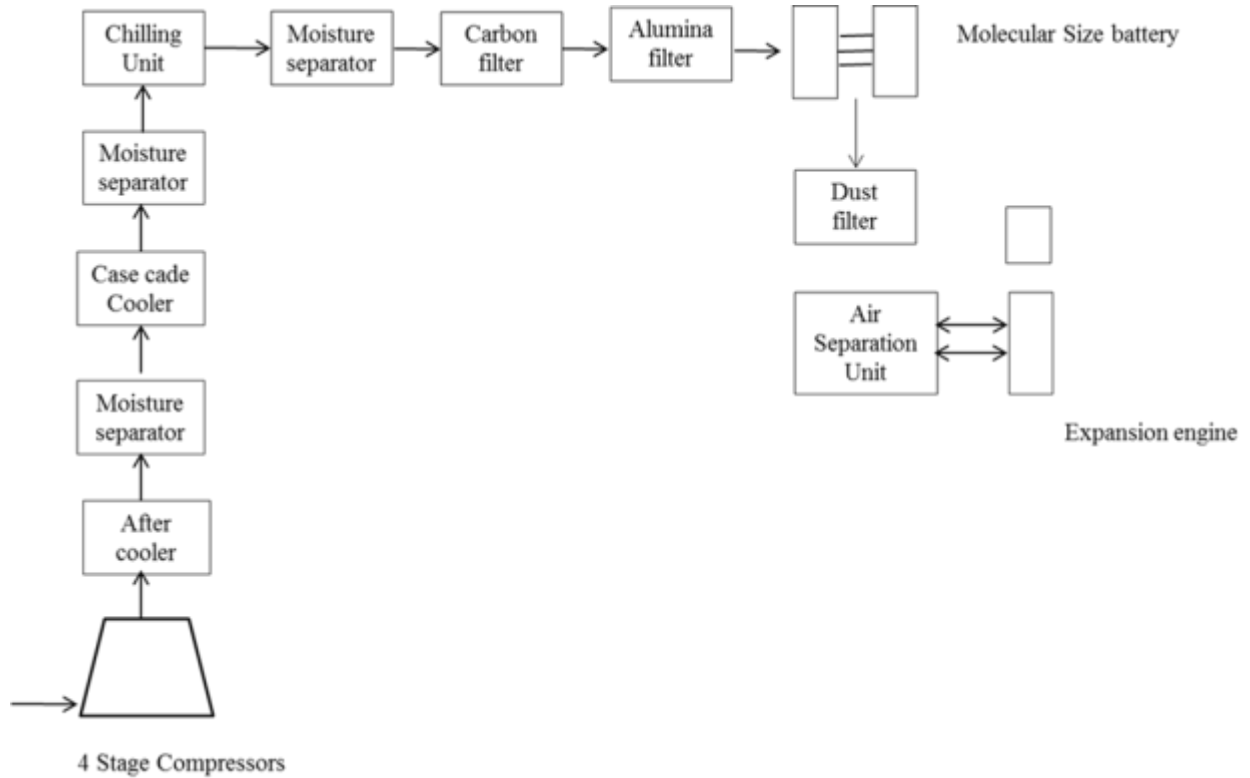 Chilling
Unit
Moisture
separator
Carbon
filter
Alumina
filter
Molecular Size battery
Moisture
separator
Dust
filter
Case cade
Cooler
Air
Separation
Unit
Moisture
separator
Expansion engine
After
cooler
4 Stage Compressors